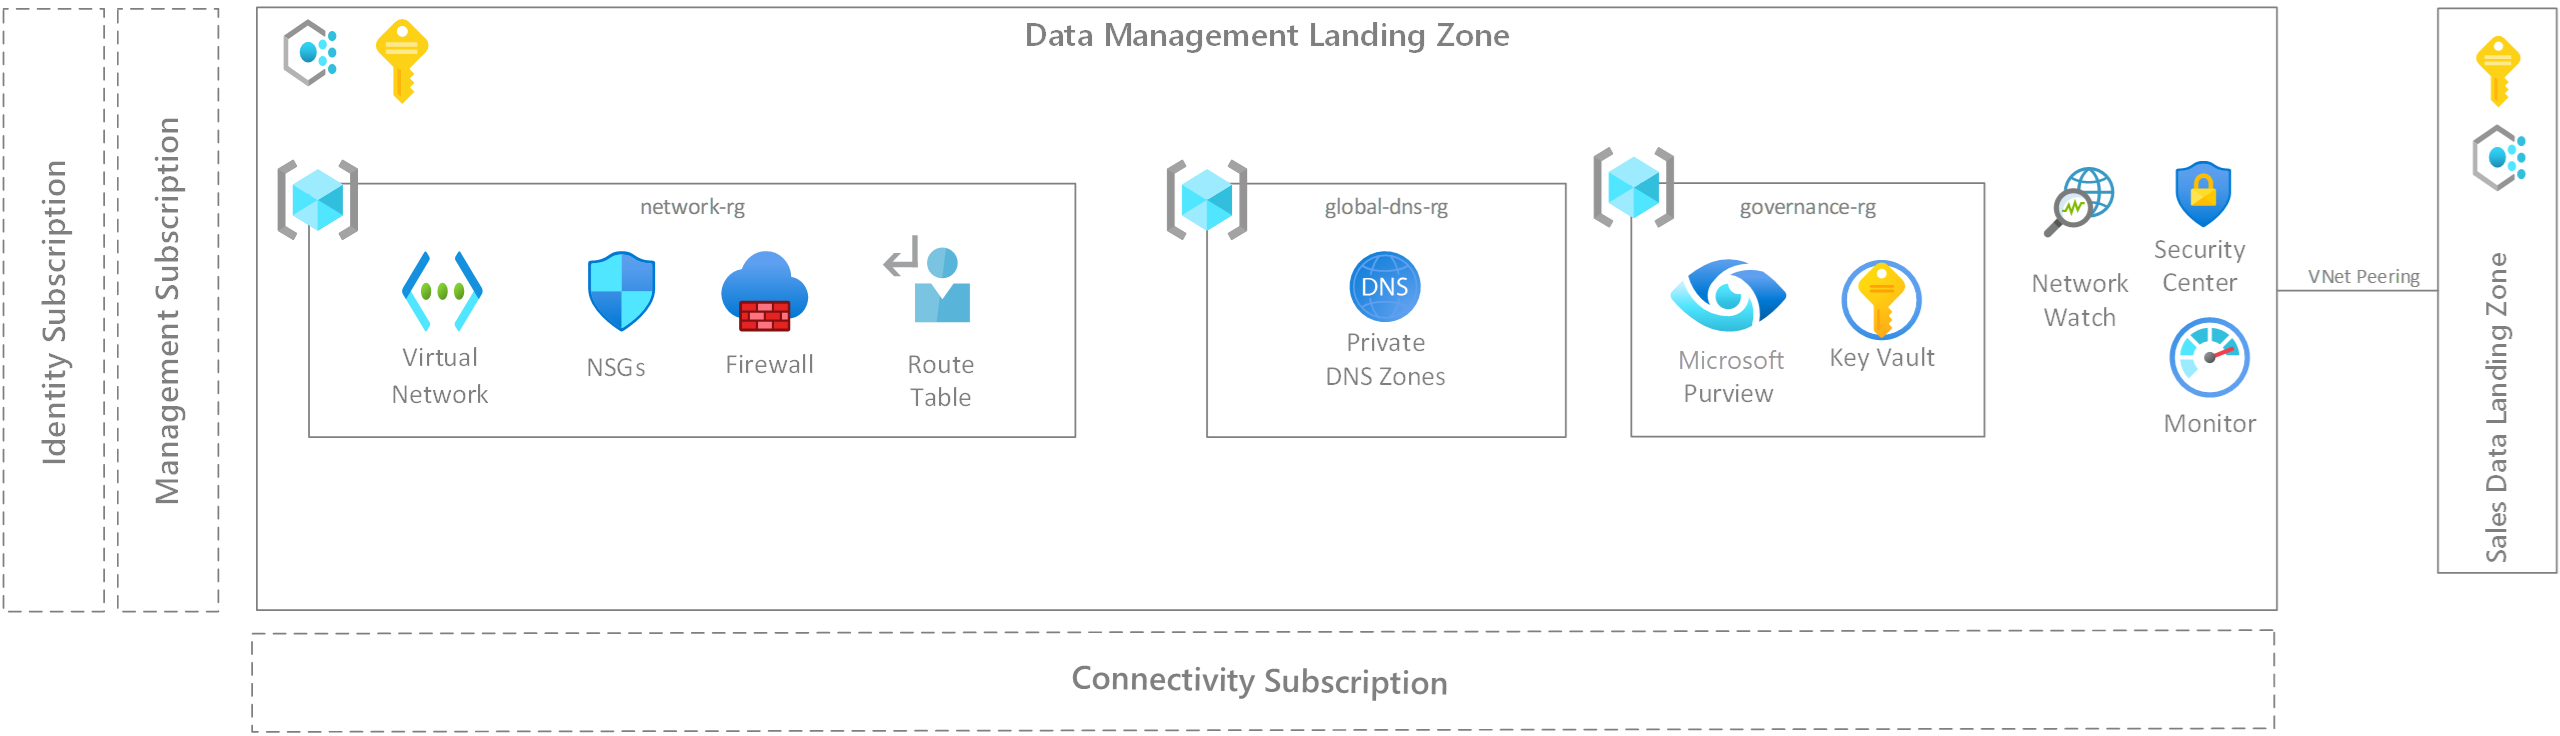 Identity Subscription
Management Subscription
Data Management Landing Zone
network-rg
Virtual
Network
NSGs
Firewall
Route
Table
global-dns-rg
DNS
Private
DNS Zones
governance-rg
Microsoft
Purview
Key Vault
Network
Watch
Security
Center
Monitor
VNet Peering
Sales Data Landing Zone
Connectivity Subscription